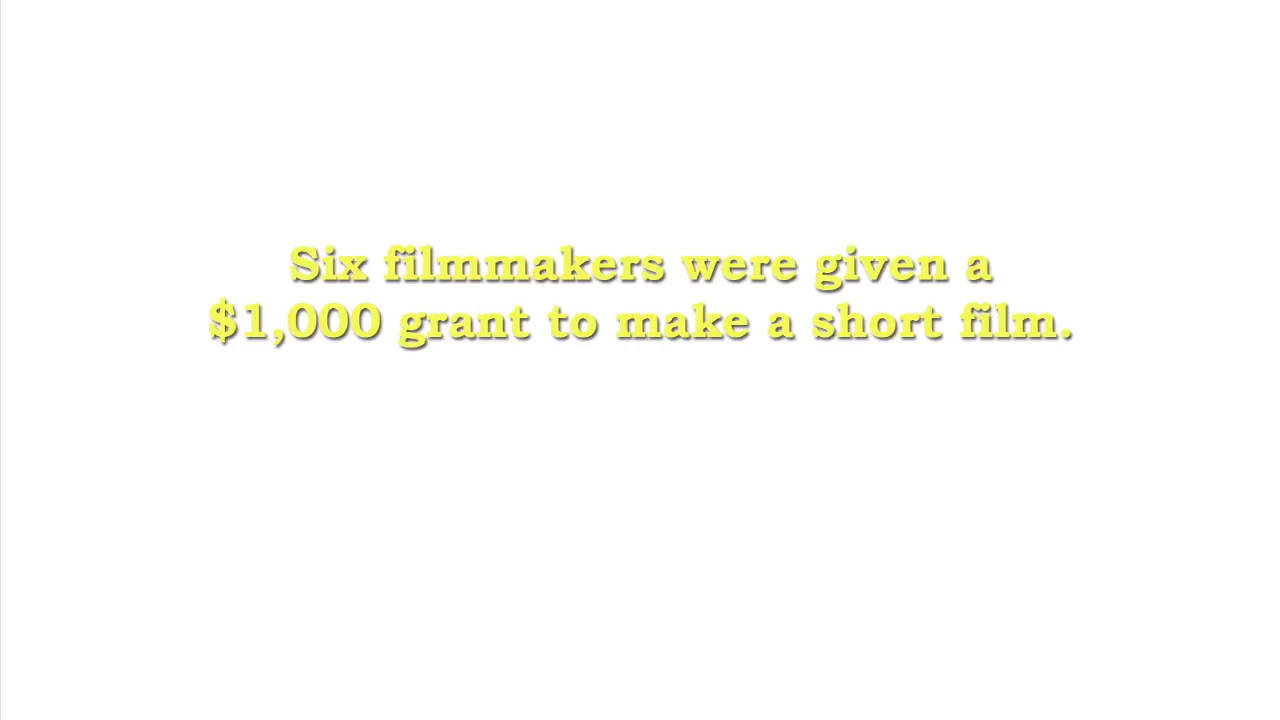 Six filmmakers were given a
$1,000 grant to make a short film.